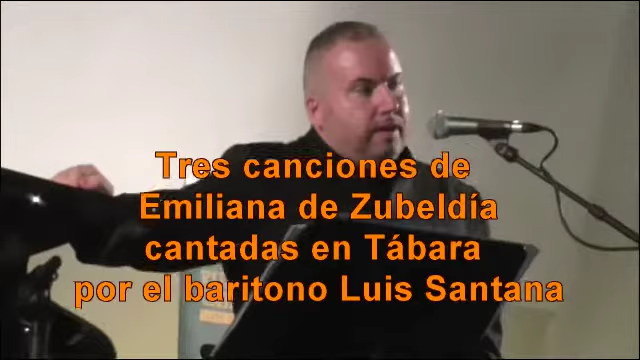 Tres canciones de
Emiliana de Zubeldía
cantadas en Tábara
por el baritono Luis Santana